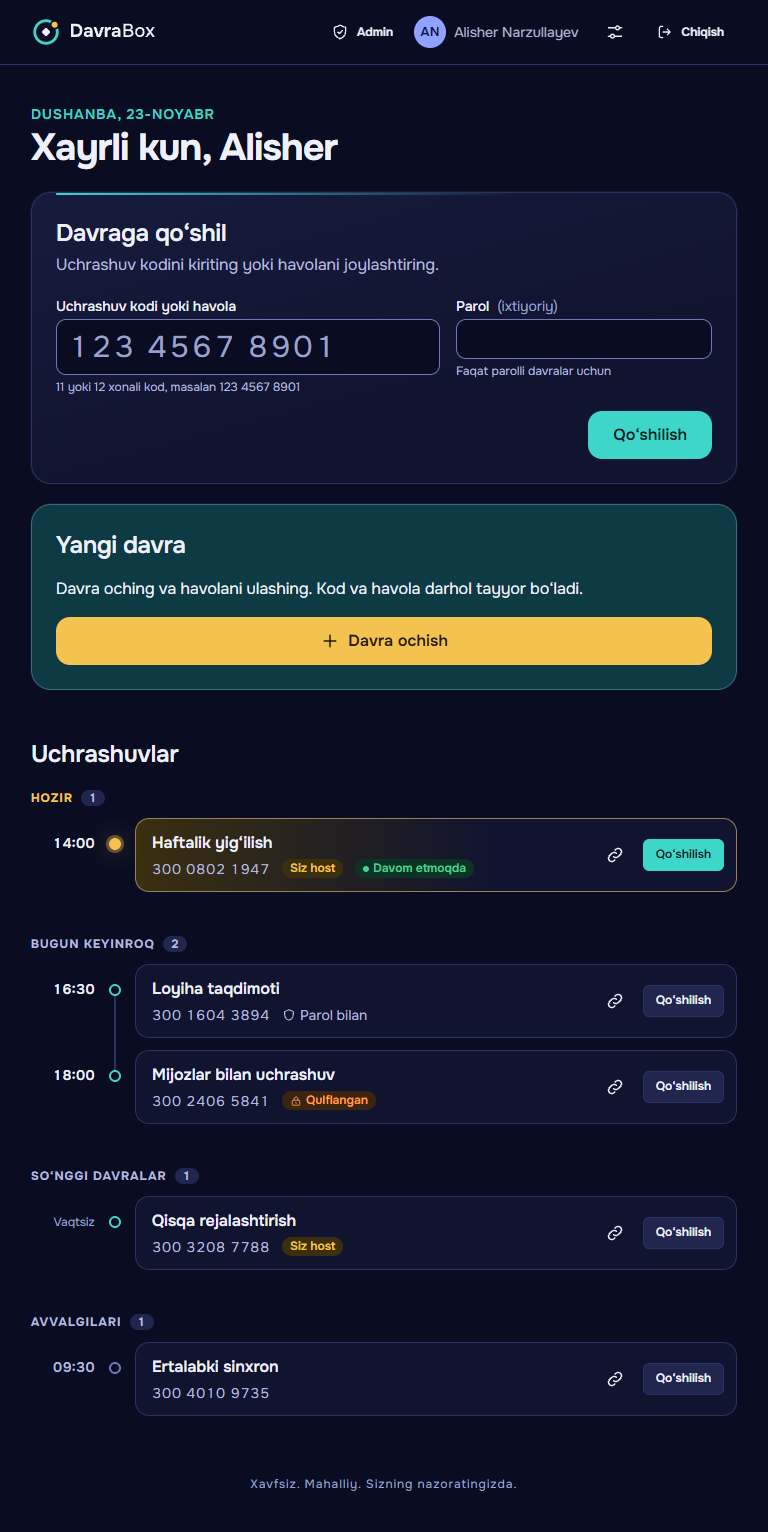 DavraBox
Admin
AN
Alisher Narzullayev
Chiqish
DUSHANBA, 23-NOYABR
Xayrli kun, Alisher
Davraga qo‘shil
Uchrashuv kodini kiriting yoki havolani joylashtiring.
Uchrashuv kodi yoki havola
Parol (ixtiyoriy)
123 4567 8901
11 yoki 12 xonali kod, masalan 123 4567 8901
Faqat parolli davralar uchun
Qo‘shilish
Yangi davra
Davra oching va havolani ulashing. Kod va havola darhol tayyor bo‘ladi.
Davra ochish
Uchrashuvlar
HOZIR 1
14:00
Haftalik yig‘ilish
300 0802 1947 Siz host Davom etmoqda
Qo‘shilish
BUGUN KEYINROQ 2
16:30
Loyiha taqdimoti
300 1604 3894 Parol bilan
Qo‘shilish
18:00
Mijozlar bilan uchrashuv
300 2406 5841 Qulflangan
Qo‘shilish
SO‘NGGI DAVRALAR 1
Vaqtsiz
Qisqa rejalashtirish
300 3208 7788 Siz host
Qo‘shilish
AVVALGILARI 1
09:30
Ertalabki sinxron
300 4010 9735
Qo‘shilish
Xavfsiz. Mahalliy. Sizning nazoratingizda.